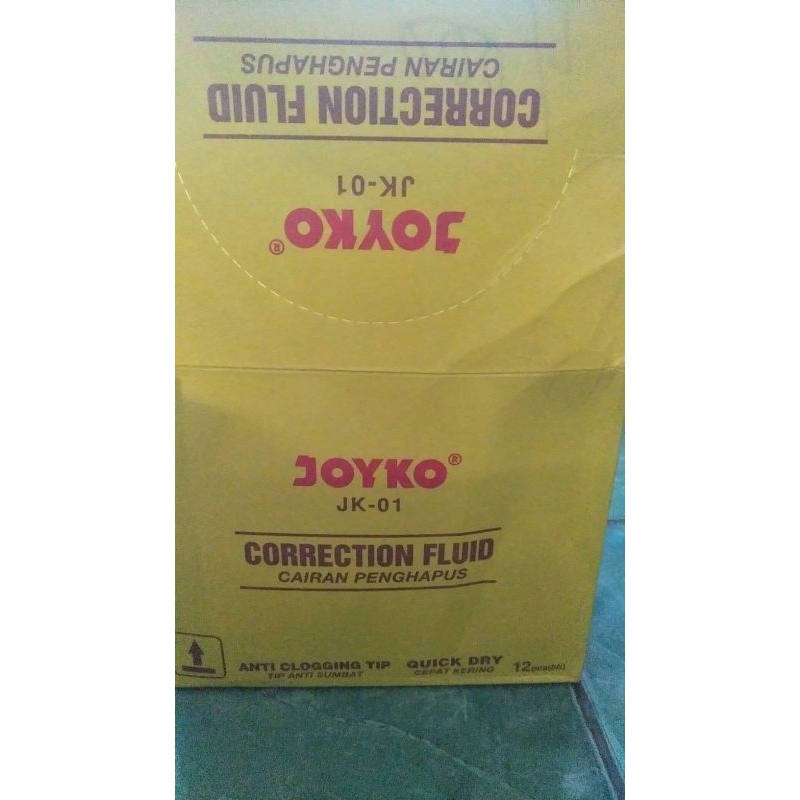 CAIRAN PENGHAPUS
CORRECTION FLUID
JK-01
JOYKO®
JOYKO®
JK-01
CORRECTION FLUID
CAIRAN PENGHAPUS
ANTI CLOGGING TIP QUICK DRY 12
TIP ANTI SUMBAT CEPAT KERING